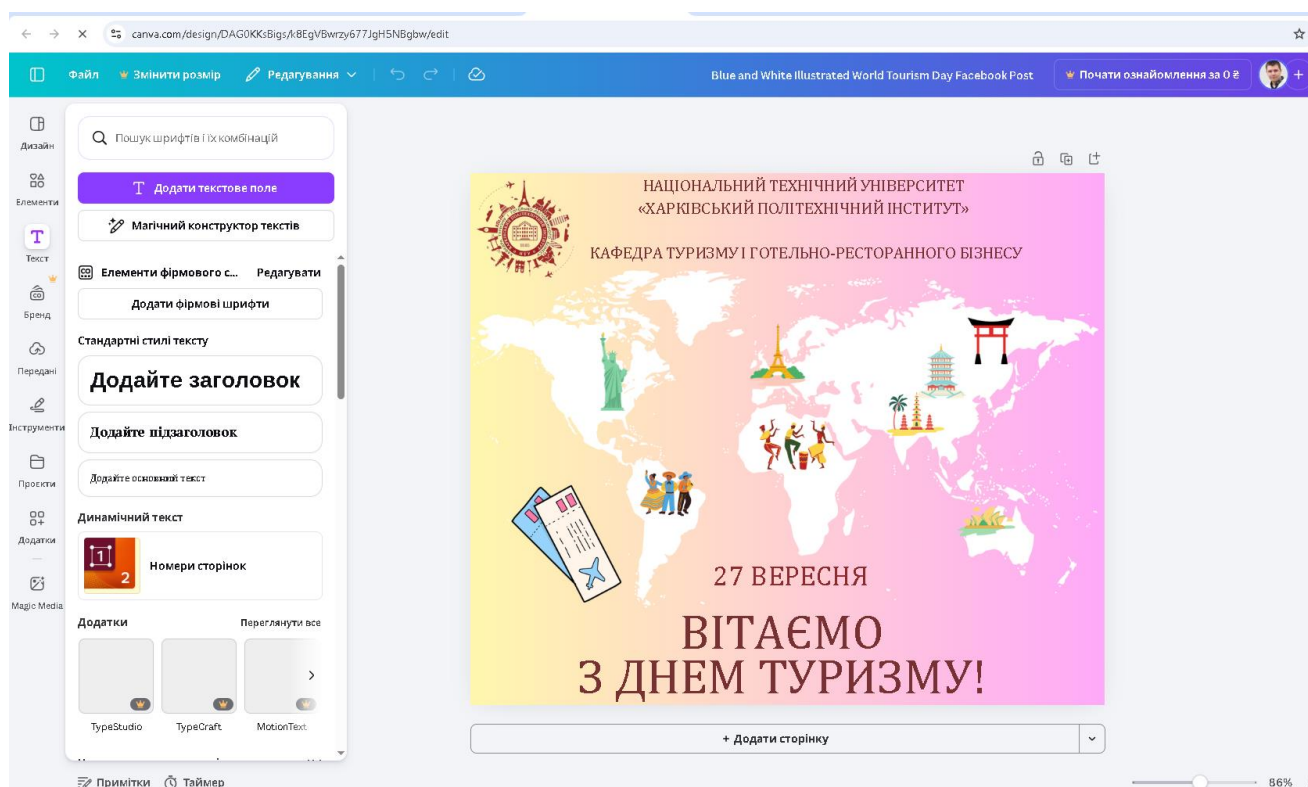 canva.com/design/DAG0KKsBigs/k8EgVBwrzy677JgH5NBgbw/edit
Файл Змінити розмір Редагування Blue and White Illustrated World Tourism Day Facebook Post Почати ознайомлення за 0 ₴
Дизайн
Елементи
Текст
Бренд
Передані
Інструменти
Проєкти
Додатки
Magic Media
Пошук шрифтів і їх комбінацій
Додати текстове поле
Магічний конструктор текстів
Елементи фірмового с... Редагувати
Додати фірмові шрифти
Стандартні стилі тексту
Додайте заголовок
Додайте підзаголовок
Додайте основний текст
Динамічний текст
1
2
Номери сторінок
Додатки Переглянути все
TypeStudio TypeCraft MotionText
НАЦІОНАЛЬНИЙ ТЕХНІЧНИЙ УНІВЕРСИТЕТ
«ХАРКІВСЬКИЙ ПОЛІТЕХНІЧНИЙ ІНСТИТУТ»
КАФЕДРА ТУРИЗМУ І ГОТЕЛЬНО-РЕСТОРАННОГО БІЗНЕСУ
27 ВЕРЕСНЯ
ВІТАЄМО
З ДНЕМ ТУРИЗМУ!
+ Додати сторінку
Примітки Таймер
86%